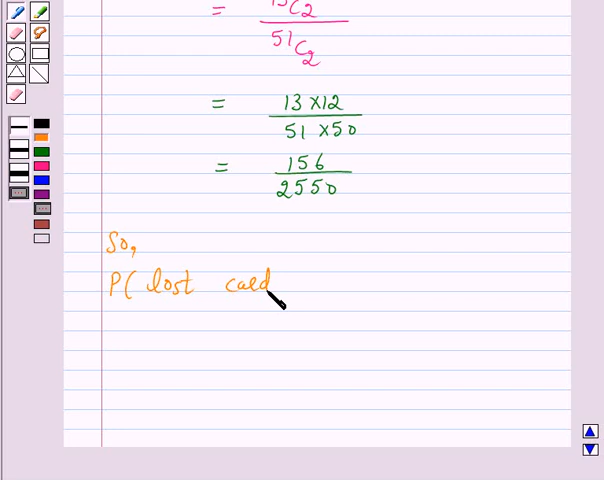 = 13C2
51C2
= 13 × 12
51 × 50
= 156
2550
So,
P( lost card